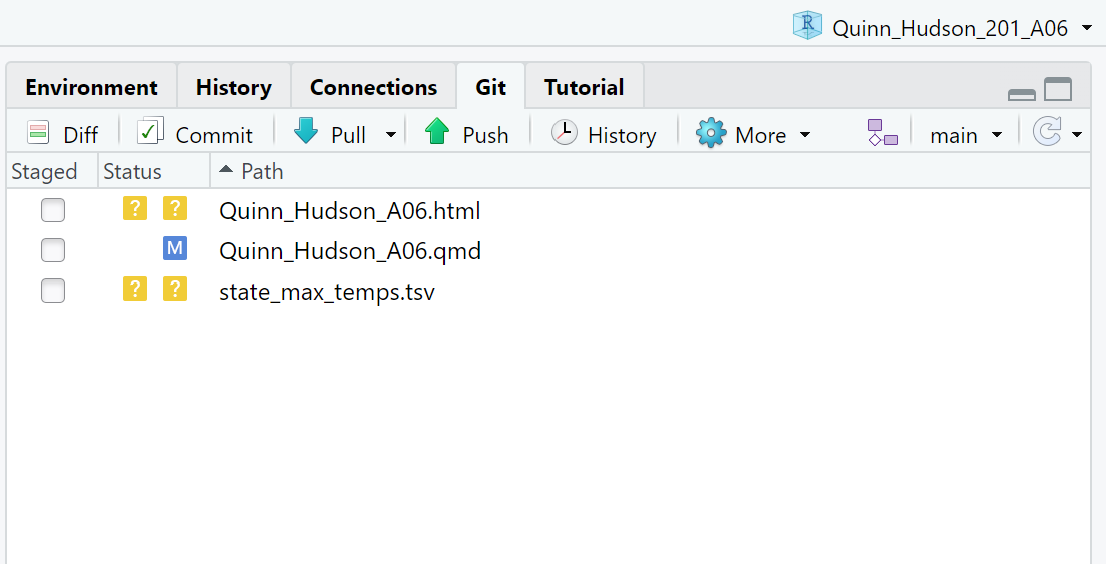 R Quinn_Hudson_201_A06
Environment History Connections Git Tutorial
Diff Commit Pull Push History More main
Staged Status Path
? ? Quinn_Hudson_A06.html
M Quinn_Hudson_A06.qmd
? ? state_max_temps.tsv